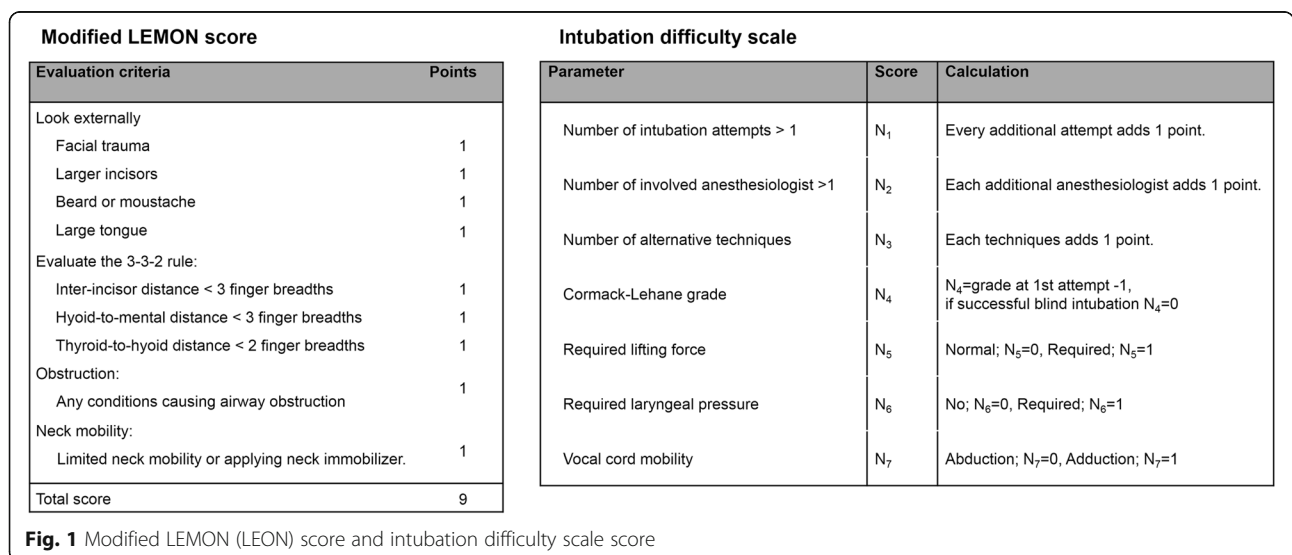 Modified LEMON score
Evaluation criteria Points
Look externally
Facial trauma 1
Larger incisors 1
Beard or moustache 1
Large tongue 1
Evaluate the 3-3-2 rule:
Inter-incisor distance < 3 finger breadths 1
Hyoid-to-mental distance < 3 finger breadths 1
Thyroid-to-hyoid distance < 2 finger breadths 1
Obstruction:
Any conditions causing airway obstruction 1
Neck mobility:
Limited neck mobility or applying neck immobilizer. 1
Total score 9
Intubation difficulty scale
Parameter Score Calculation
Number of intubation attempts > 1 N₁ Every additional attempt adds 1 point.
Number of involved anesthesiologist >1 N₂ Each additional anesthesiologist adds 1 point.
Number of alternative techniques N₃ Each techniques adds 1 point.
Cormack-Lehane grade N₄ N₄=grade at 1st attempt -1,
if successful blind intubation N₄=0
Required lifting force N₅ Normal; N₅=0, Required; N₅=1
Required laryngeal pressure N₆ No; N₆=0, Required; N₆=1
Vocal cord mobility N₇ Abduction; N₇=0, Adduction; N₇=1
Fig. 1 Modified LEMON (LEON) score and intubation difficulty scale score